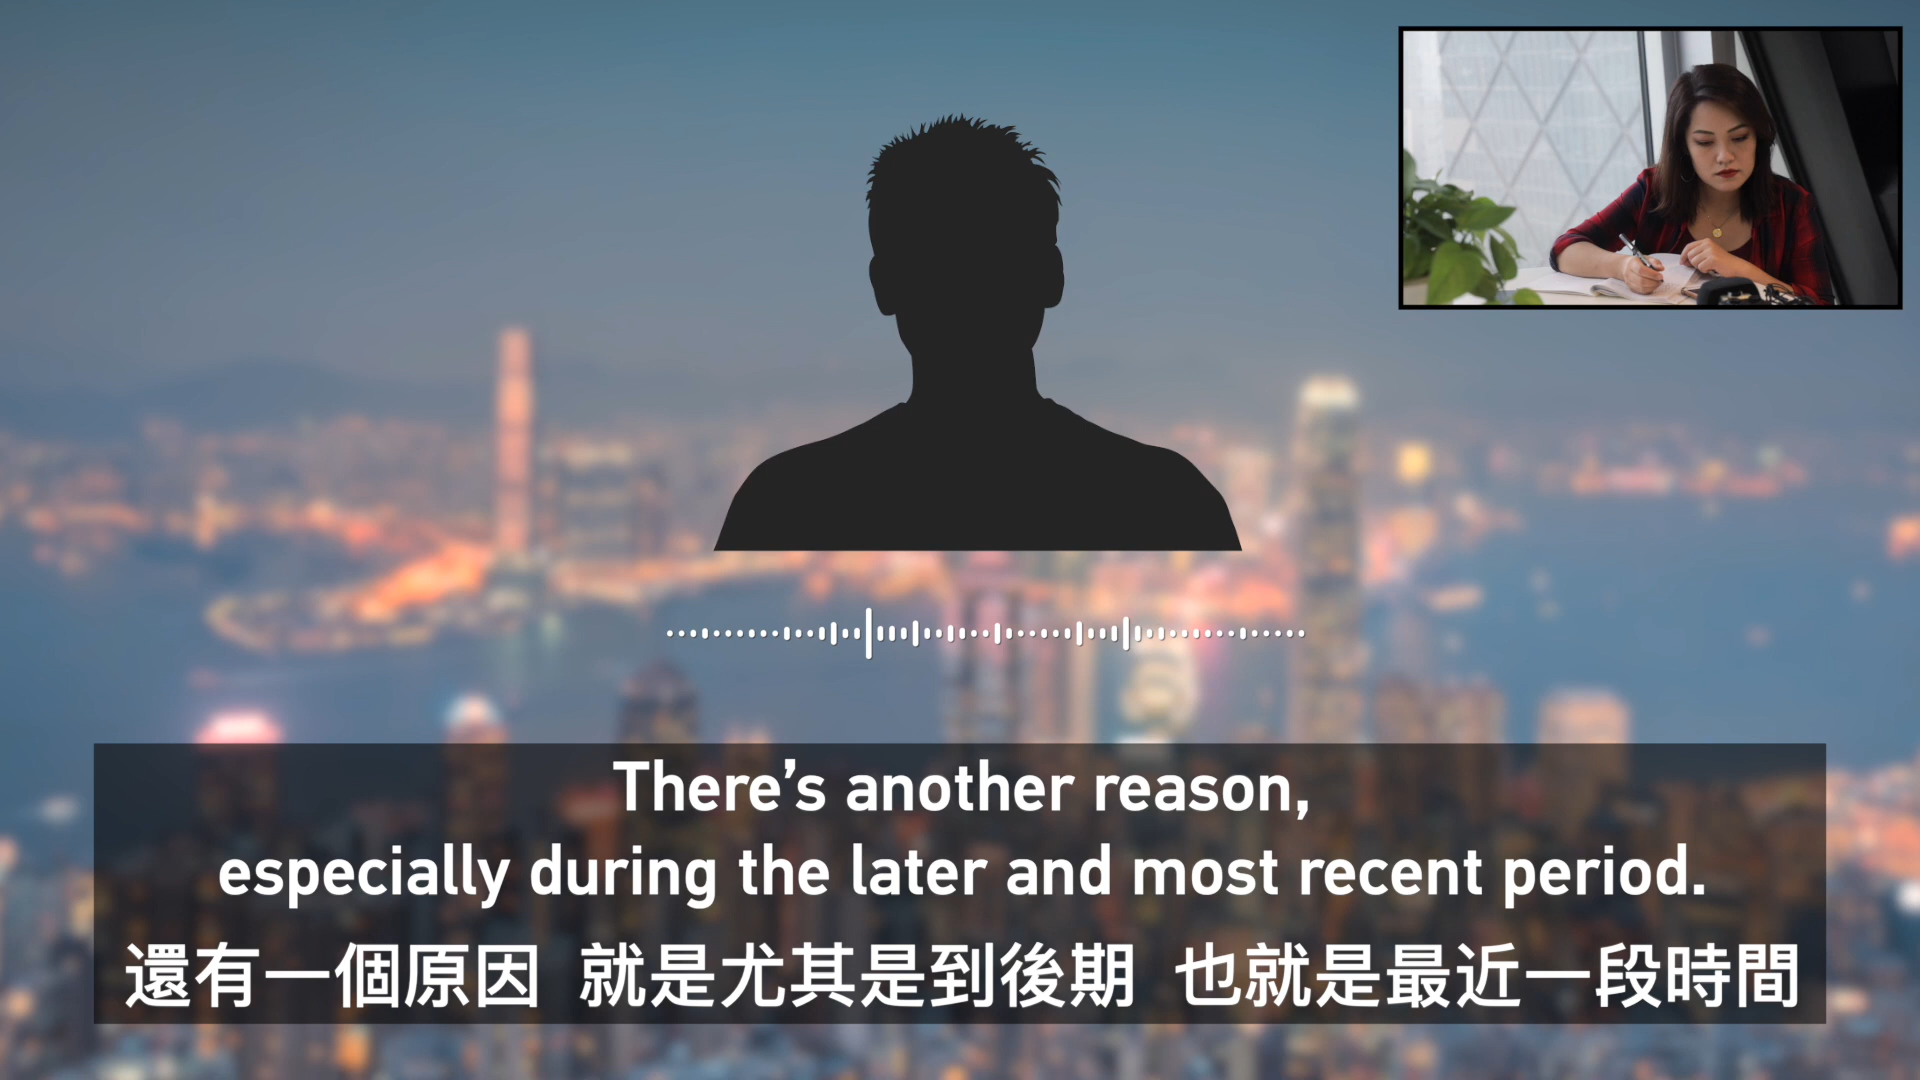 There’s another reason,
especially during the later and most recent period.
還有一個原因 就是尤其是到後期 也就是最近一段時間